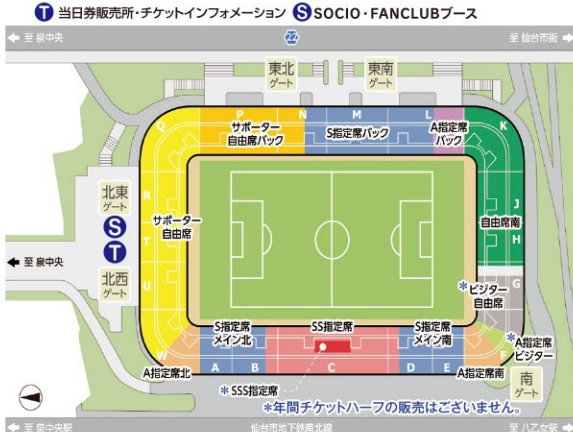 T 当日券販売所・チケットインフォメーション S SOCIO・FANCLUBブース
← 至 泉中央
22
至 仙台市街 →
東北
ゲート
東南
ゲート
Q
P
N
M
L
K
サポーター
自由席バック
S指定席バック
A指定席
バック
北東
ゲート
S
T
北西
ゲート
R
T
U
サポーター
自由席
J
H
自由席南
← 至 泉中央
G
*ビジター
自由席
S指定席
メイン北
SS指定席
S指定席
メイン南
*A指定席
ビジター
W
A
B
C
D
E
F
A指定席北
A指定席南
南
ゲート
*SSS指定席
*年間チケットハーフの販売はございません。
← 至 泉中央駅
仙台市地下鉄南北線
至 八乙女駅 →